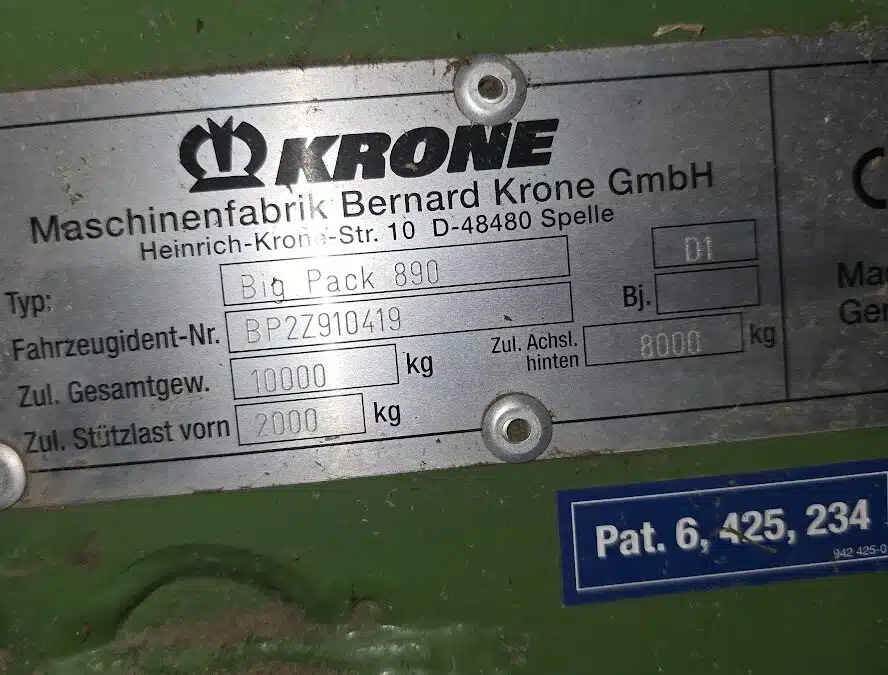 KRONE
Maschinenfabrik Bernard Krone GmbH
Heinrich-Krone-Str. 10 D-48480 Spelle
Typ: Big Pack 890 D1
Fahrzeugident-Nr. BP2Z910419 Bj.
Zul. Gesamtgew. 10000 kg Zul. Achsl. hinten 8000 kg
Zul. Stützlast vorn 2000 kg
Pat. 6, 425, 234